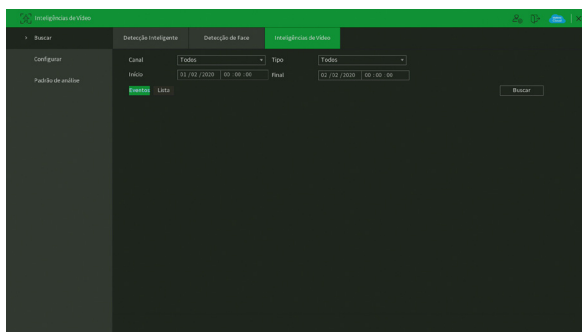 Inteligências de Vídeo
Buscar
Detecção Inteligente
Detecção de Face
Inteligências de Vídeo
Configurar
Canal
Todos
Tipo
Todos
Padrão de análise
Início
01 /02 /2020
00 :00 :00
Final
02 /02 /2020
00 :00 :00
Eventos
Lista
Buscar